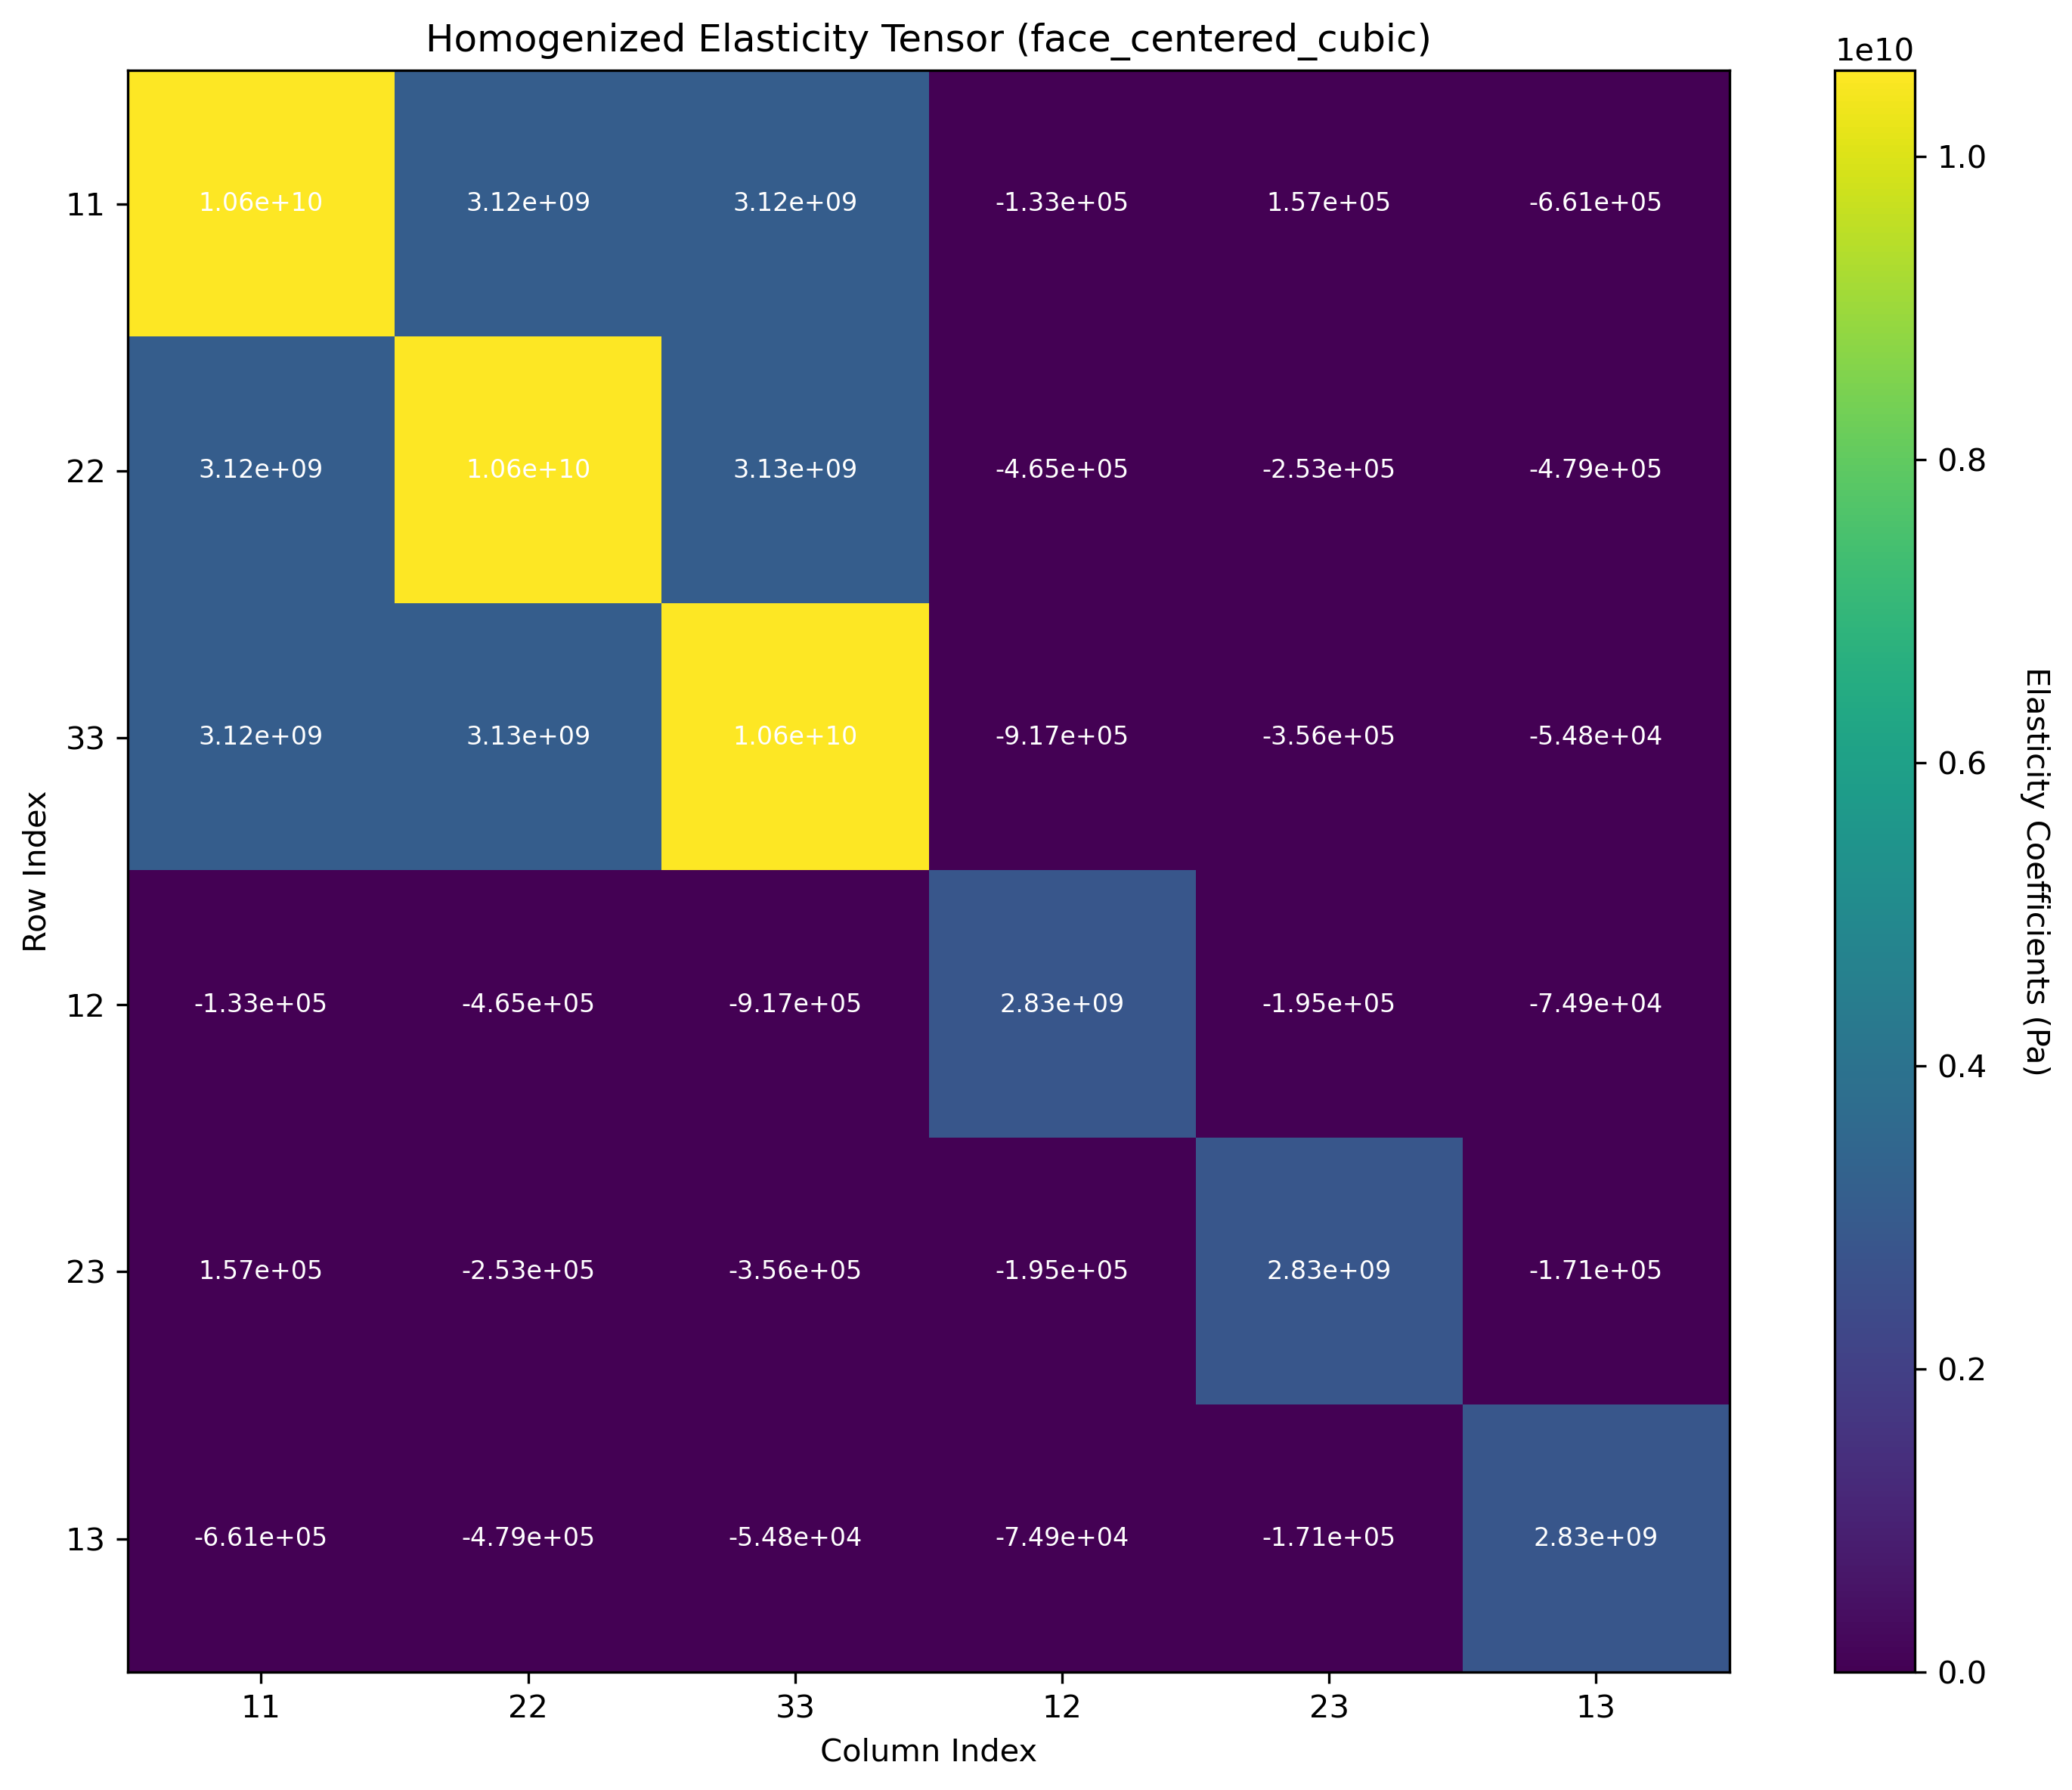 Homogenized Elasticity Tensor (face_centered_cubic)
1e10
11 1.06e+10 3.12e+09 3.12e+09 -1.33e+05 1.57e+05 -6.61e+05
22 3.12e+09 1.06e+10 3.13e+09 -4.65e+05 -2.53e+05 -4.79e+05
33 3.12e+09 3.13e+09 1.06e+10 -9.17e+05 -3.56e+05 -5.48e+04
12 -1.33e+05 -4.65e+05 -9.17e+05 2.83e+09 -1.95e+05 -7.49e+04
23 1.57e+05 -2.53e+05 -3.56e+05 -1.95e+05 2.83e+09 -1.71e+05
13 -6.61e+05 -4.79e+05 -5.48e+04 -7.49e+04 -1.71e+05 2.83e+09
11 22 33 12 23 13
Column Index
Row Index
1.0
0.8
0.6
0.4
0.2
0.0
Elasticity Coefficients (Pa)